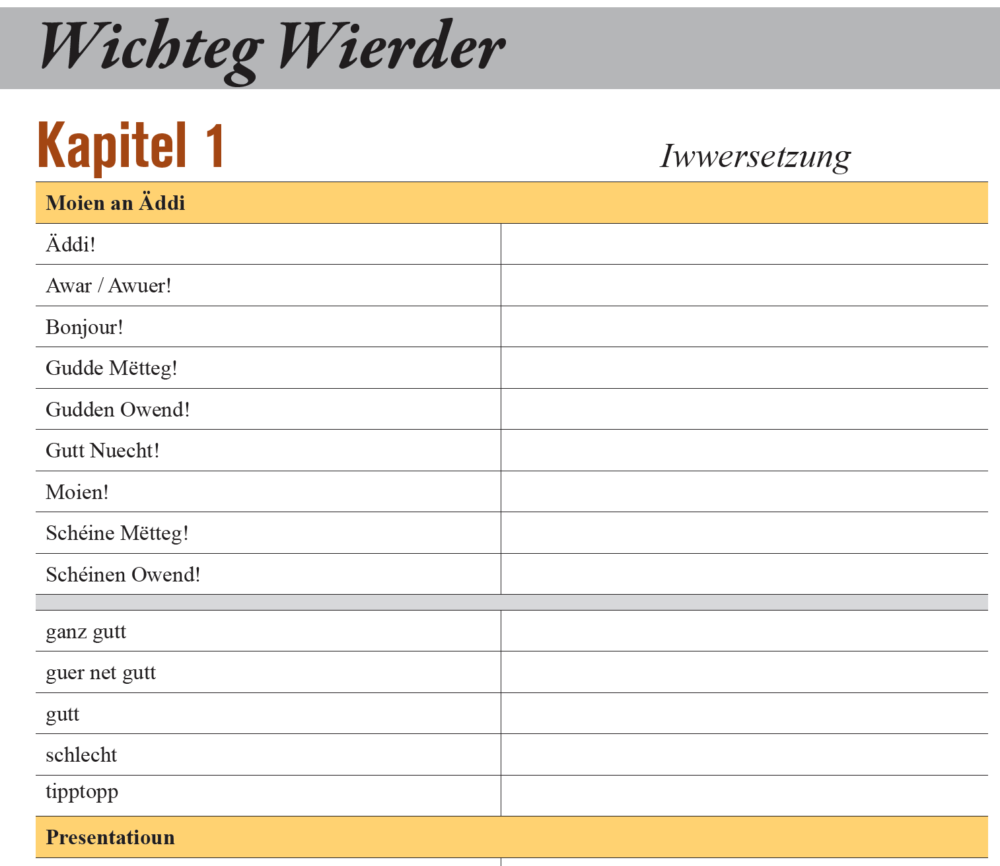 Wichteg Wierder
Kapitel 1
Iwwersetzung
Moien an Äddi
Äddi!
Awar / Awuer!
Bonjour!
Gudde Mëtteg!
Gudden Owend!
Gutt Nuecht!
Moien!
Schéine Mëtteg!
Schéinen Owend!
ganz gutt
guer net gutt
gutt
schlecht
tipptopp
Presentatioun